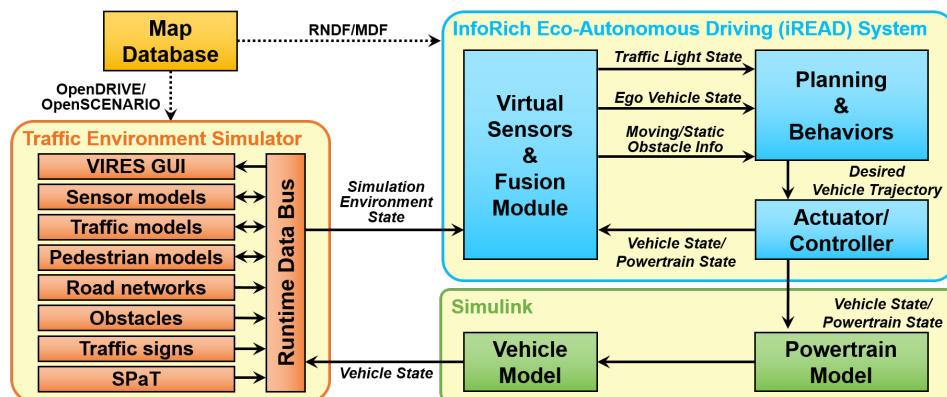 Map
Database
RNDF/MDF
OpenDRIVE/
OpenSCENARIO
InfoRich Eco-Autonomous Driving (iREAD) System
Virtual
Sensors
&
Fusion
Module
Traffic Light State
Ego Vehicle State
Moving/Static
Obstacle Info
Planning
&
Behaviors
Desired
Vehicle Trajectory
Actuator/
Controller
Vehicle State/
Powertrain State
Traffic Environment Simulator
VIRES GUI
Sensor models
Traffic models
Pedestrian models
Road networks
Obstacles
Traffic signs
SPaT
Runtime Data Bus
Simulation
Environment
State
Simulink
Vehicle State/
Powertrain State
Powertrain
Model
Vehicle
Model
Vehicle State